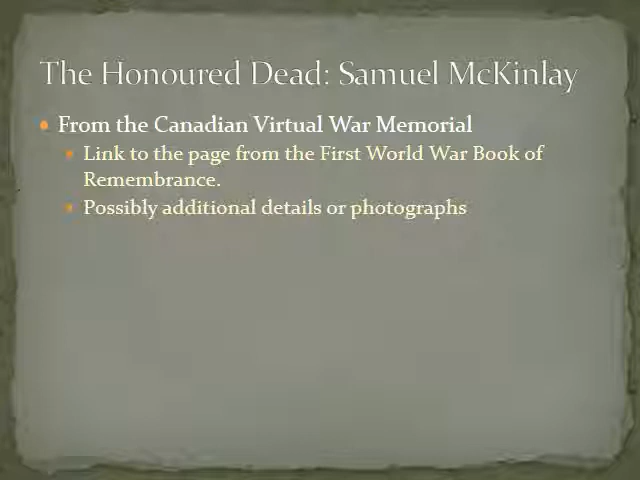 The Honoured Dead: Samuel McKinlay
From the Canadian Virtual War Memorial
Link to the page from the First World War Book of
Remembrance.
Possibly additional details or photographs